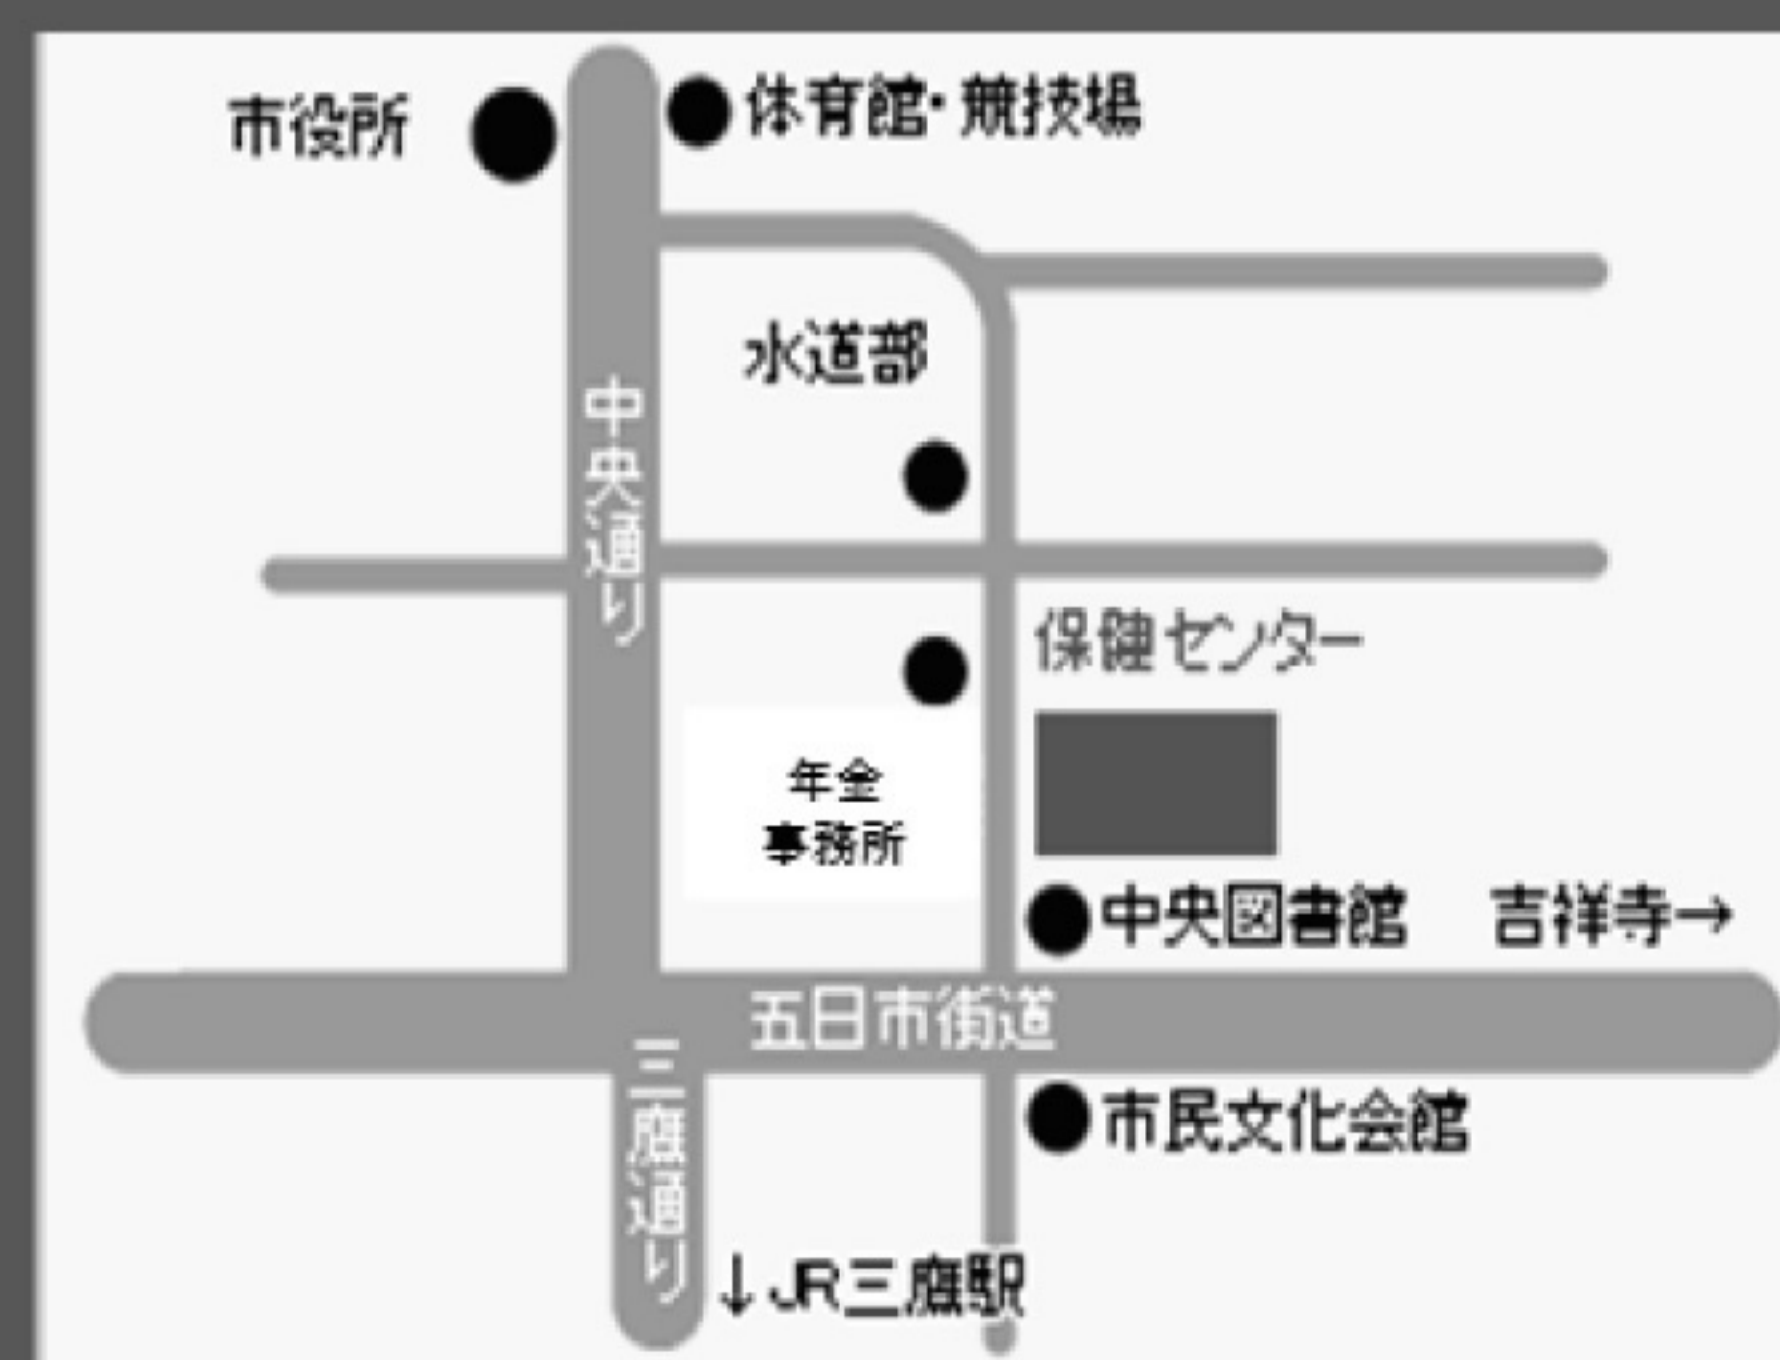 市役所
体育館・競技場
水道部
中央通り
保健センター
年金
事務所
中央図書館
吉祥寺→
五日市街道
三鷹通り
市民文化会館
↓JR三鷹駅